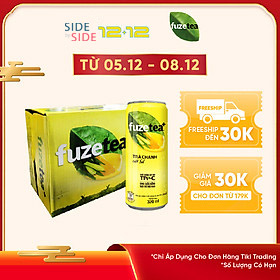 SIDE BY SIDE 12•12
fuzetea
TỪ 05.12 - 08.12
FREESHIP
FREESHIP
ĐẾN 30K
GIẢM GIÁ 30K
CHO ĐƠN TỪ 179K
fuzetea
fuzetea
TRÀ CHANH
320 ml
*Chỉ Áp Dụng Cho Đơn Hàng Tiki Trading
*Số Lượng Có Hạn